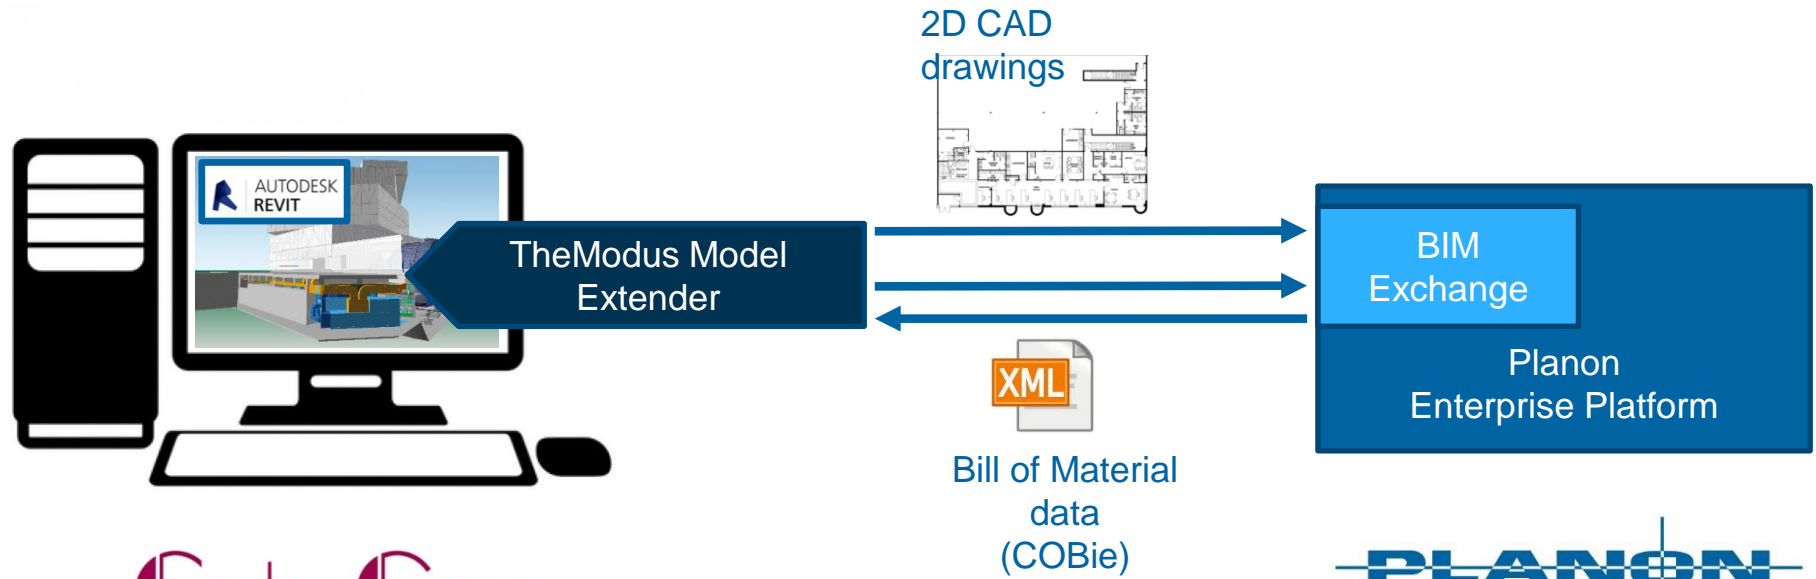 2D CAD
drawings
AUTODESK
REVIT
TheModus Model
Extender
BIM
Exchange
Planon
Enterprise Platform
XML
Bill of Material
data
(COBie)
PLANON